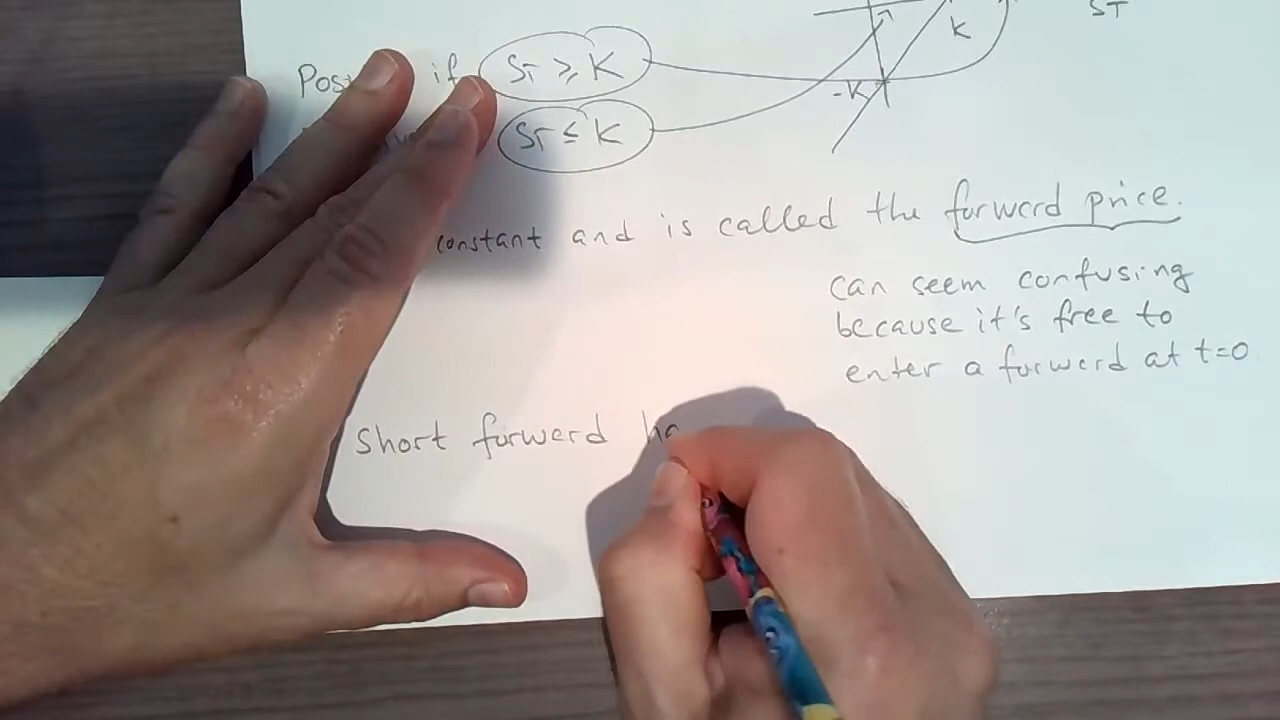 ST
K
-K
if ST ≥ K
ST ≤ K
constant and is called the forward price.
can seem confusing
because it's free to
enter a forward at t=0
Short forward